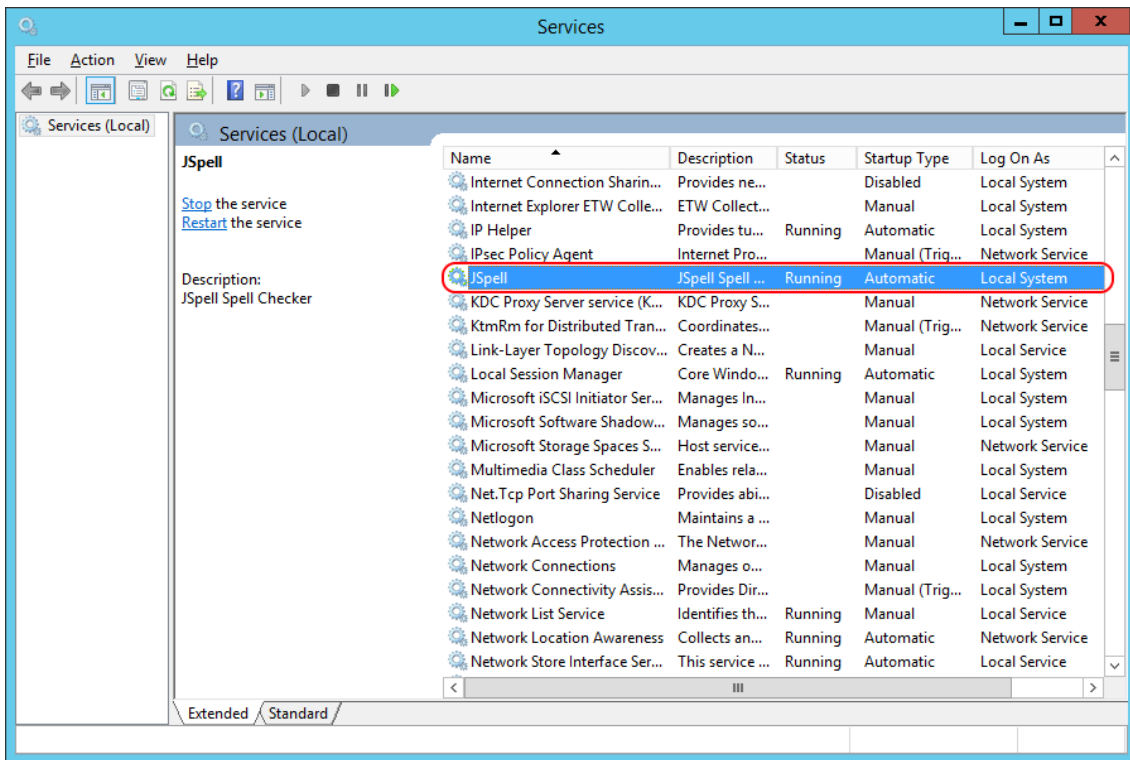 Services
File Action View Help
Services (Local)
Services (Local)
JSpell
Stop the service
Restart the service
Description:
JSpell Spell Checker
Name Description Status Startup Type Log On As
Internet Connection Sharin... Provides ne... Disabled Local System
Internet Explorer ETW Colle... ETW Collect... Manual Local System
IP Helper Provides tu... Running Automatic Local System
IPsec Policy Agent Internet Pro... Manual (Trig... Network Service
JSpell JSpell Spell ... Running Automatic Local System
KDC Proxy Server service (K... KDC Proxy S... Manual Network Service
KtmRm for Distributed Tran... Coordinates... Manual (Trig... Network Service
Link-Layer Topology Discov... Creates a N... Manual Local Service
Local Session Manager Core Windo... Running Automatic Local System
Microsoft iSCSI Initiator Ser... Manages In... Manual Local System
Microsoft Software Shadow... Manages so... Manual Local System
Microsoft Storage Spaces S... Host service... Manual Network Service
Multimedia Class Scheduler Enables rela... Manual Local System
Net.Tcp Port Sharing Service Provides abi... Disabled Local Service
Netlogon Maintains a ... Manual Local System
Network Access Protection ... The Networ... Manual Network Service
Network Connections Manages o... Manual Local System
Network Connectivity Assis... Provides Dir... Manual (Trig... Local System
Network List Service Identifies th... Running Manual Local Service
Network Location Awareness Collects an... Running Automatic Network Service
Network Store Interface Ser... This service ... Running Automatic Local Service
Extended Standard